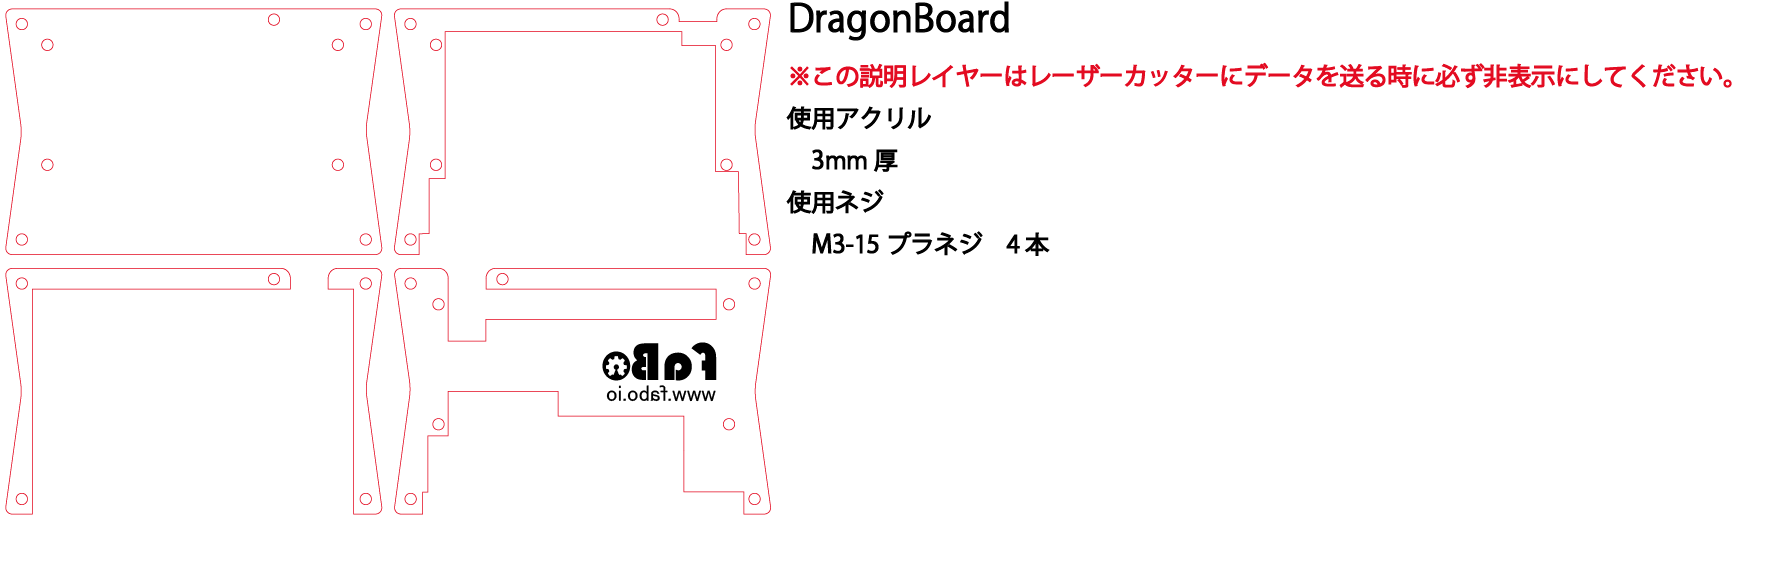 DragonBoard
※この説明レイヤーはレーザーカッターにデータを送る時に必ず非表示にしてください。
使用アクリル
3mm 厚
使用ネジ
M3-15 プラネジ　4 本
FaBo
www.fabo.io